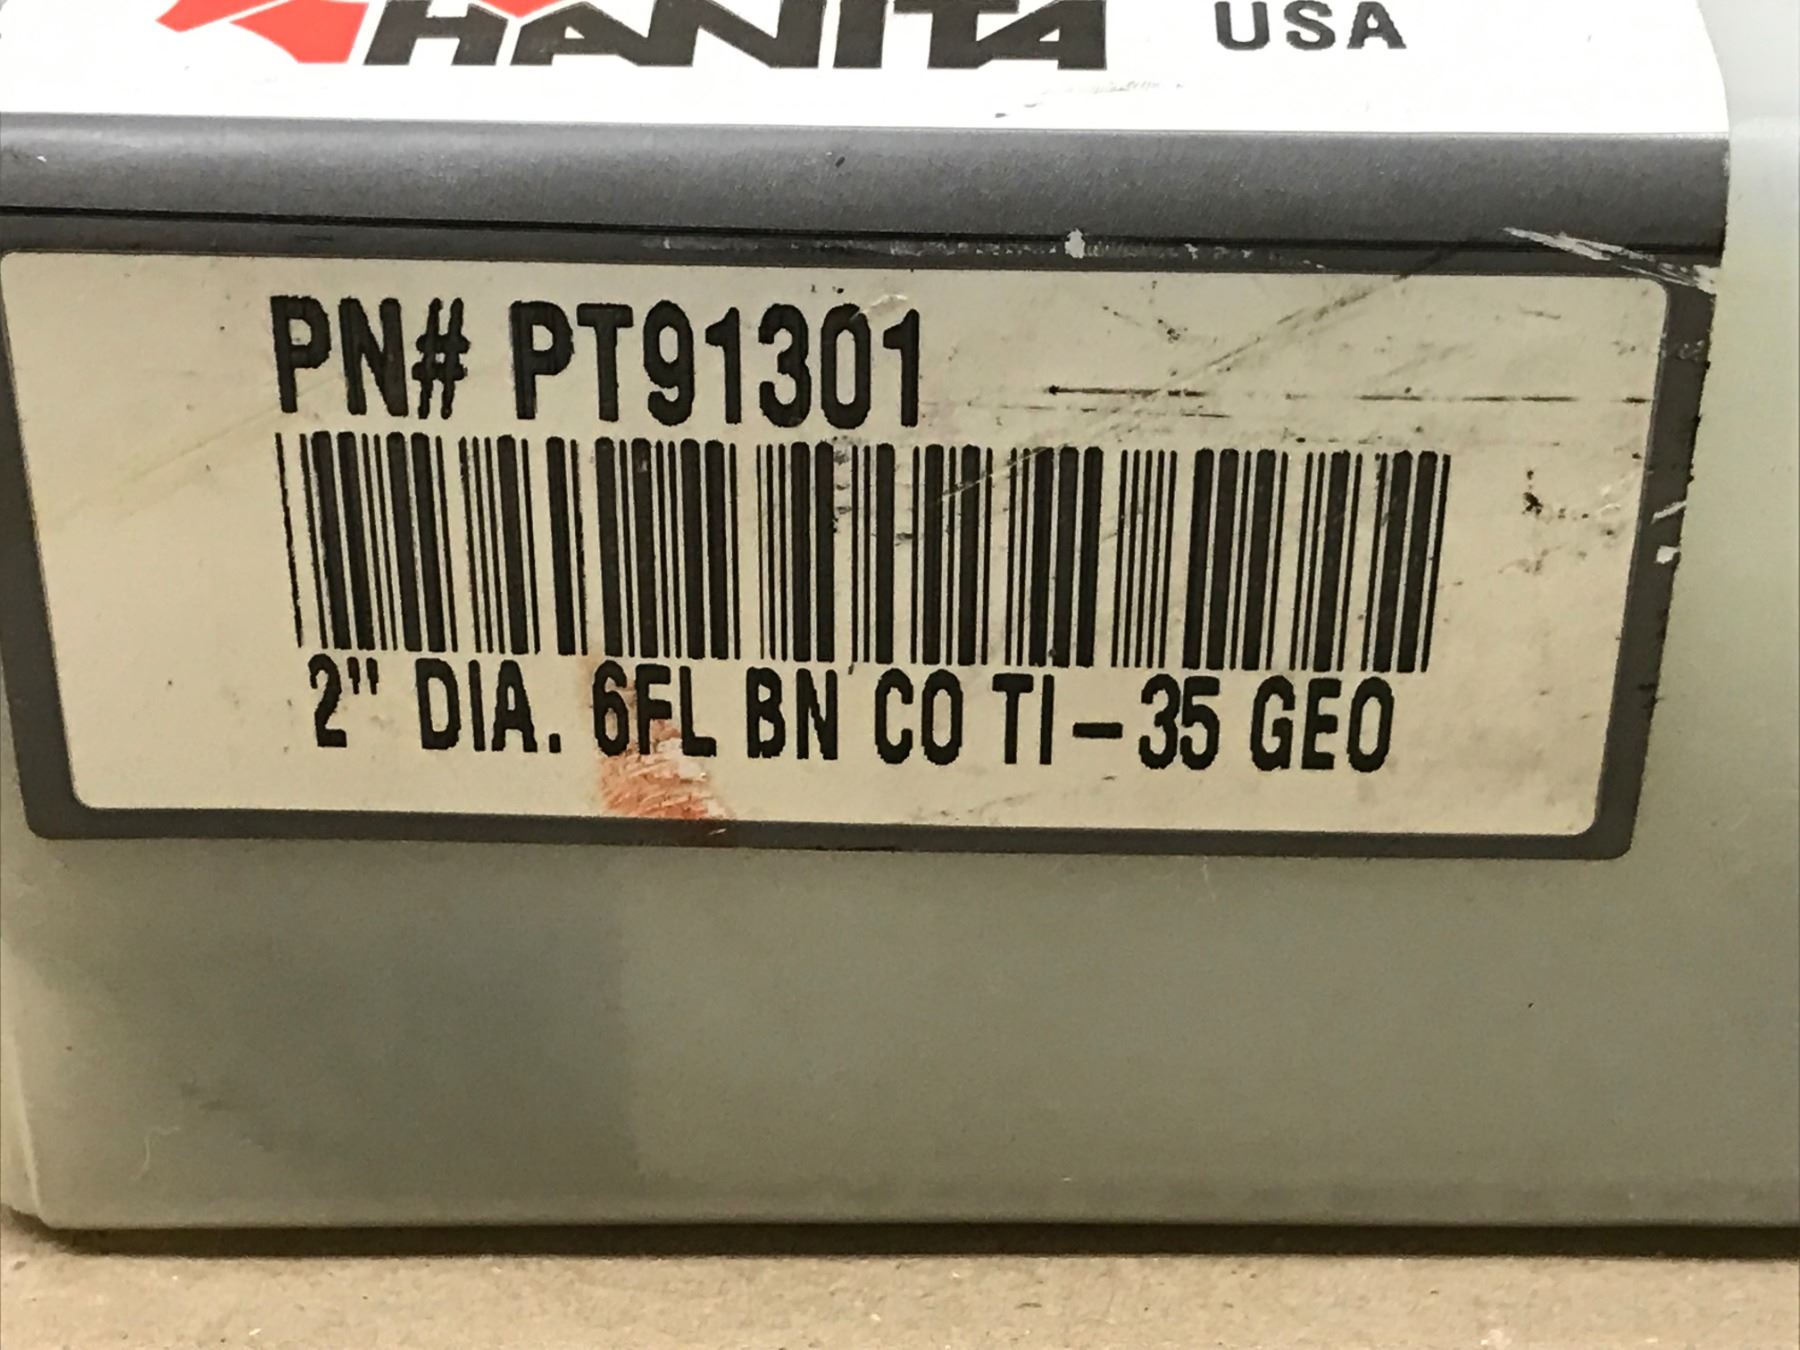 HANITA USA
PN# PT91301
2" DIA. 6FL BN CO TI-35 GEO